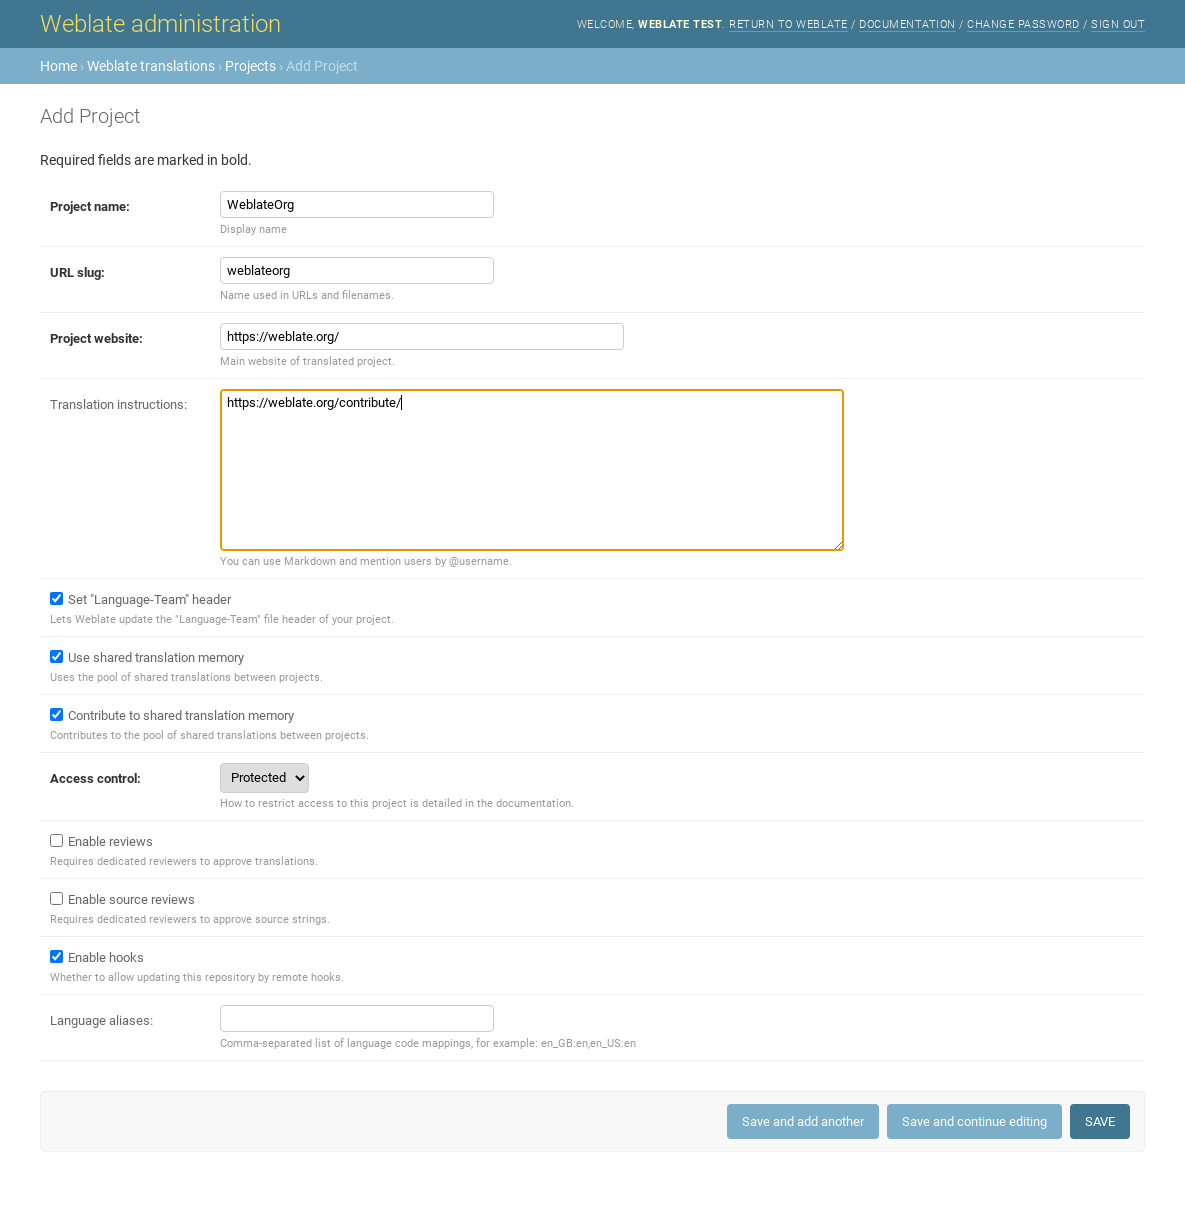 Weblate administration
WELCOME, WEBLATE TEST. RETURN TO WEBLATE / DOCUMENTATION / CHANGE PASSWORD / SIGN OUT
Home › Weblate translations › Projects › Add Project
Add Project
Required fields are marked in bold.
Project name:
WeblateOrg
Display name
URL slug:
weblateorg
Name used in URLs and filenames.
Project website:
https://weblate.org/
Main website of translated project.
Translation instructions:
https://weblate.org/contribute/
You can use Markdown and mention users by @username.
Set "Language-Team" header
Lets Weblate update the "Language-Team" file header of your project.
Use shared translation memory
Uses the pool of shared translations between projects.
Contribute to shared translation memory
Contributes to the pool of shared translations between projects.
Access control:
Protected
How to restrict access to this project is detailed in the documentation.
Enable reviews
Requires dedicated reviewers to approve translations.
Enable source reviews
Requires dedicated reviewers to approve source strings.
Enable hooks
Whether to allow updating this repository by remote hooks.
Language aliases:
Comma-separated list of language code mappings, for example: en_GB:en,en_US:en
Save and add another
Save and continue editing
SAVE